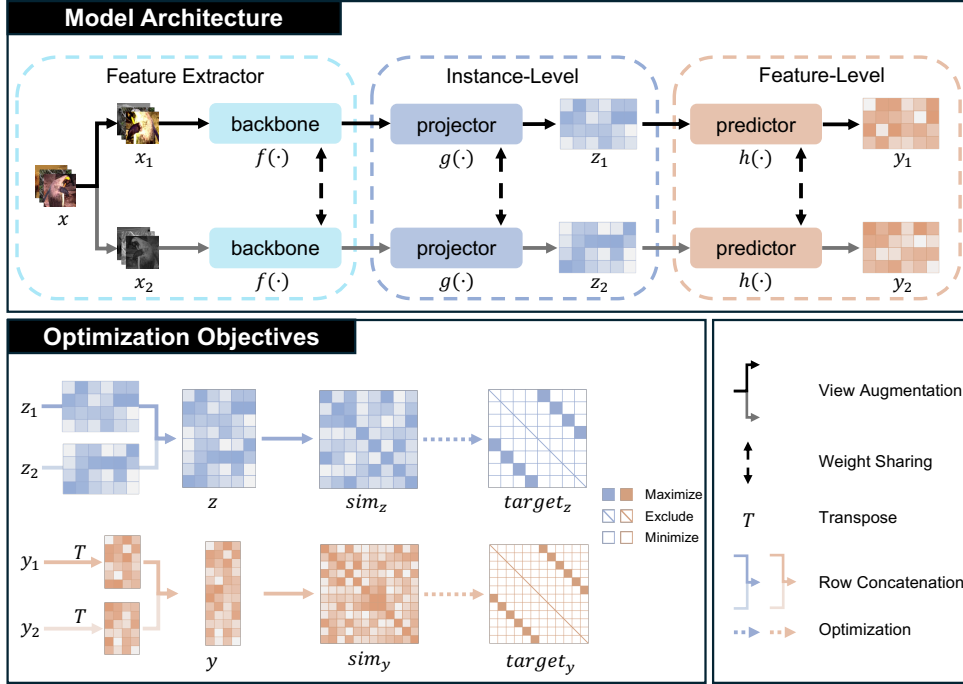 Model Architecture
Feature Extractor
Instance-Level
Feature-Level
backbone
projector
predictor
x₁
f(·)
g(·)
z₁
h(·)
y₁
x
backbone
projector
predictor
x₂
f(·)
g(·)
z₂
h(·)
y₂
Optimization Objectives
z₁
z₂
z
sim_z
target_z
Maximize
Exclude
Minimize
y₁
T
y₂
T
y
sim_y
target_y
View Augmentation
Weight Sharing
T
Transpose
Row Concatenation
Optimization